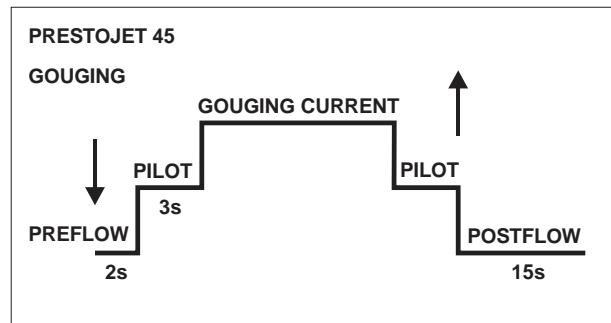 PRESTOJET 45
GOUGING
GOUGING CURRENT
PILOT
PILOT
3s
PREFLOW
POSTFLOW
2s
15s